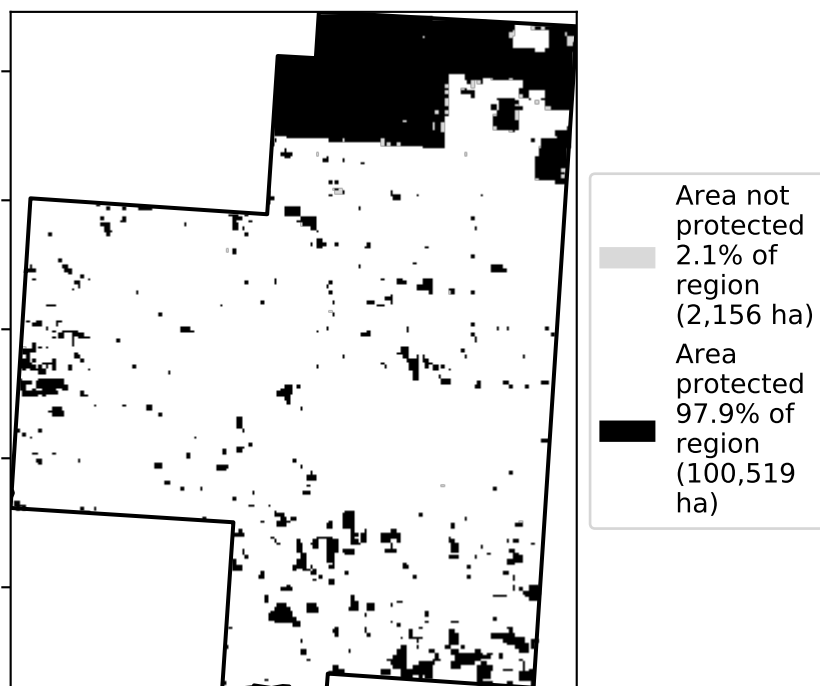 Area not
protected
2.1% of
region
(2,156 ha)
Area
protected
97.9% of
region
(100,519
ha)